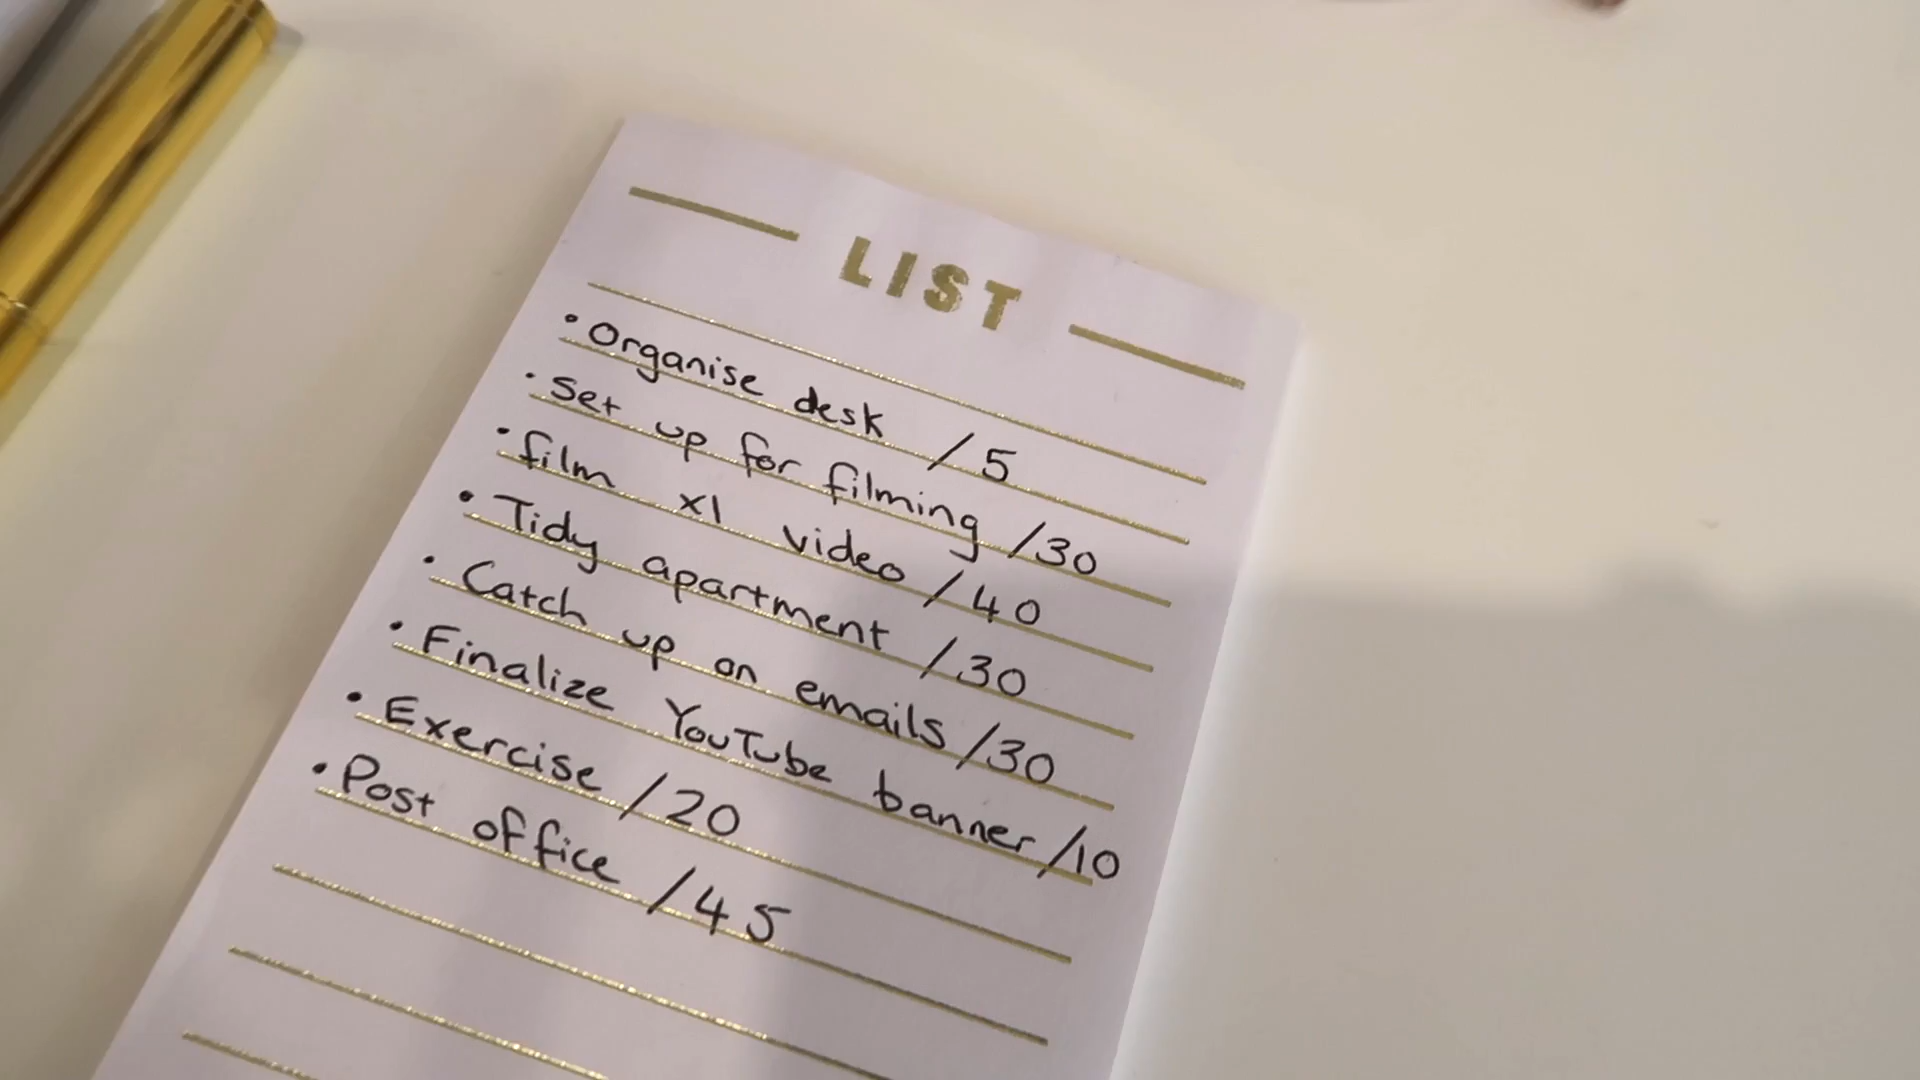 LIST
• Organise desk /5
• Set up for filming /30
• film x1 video /40
• Tidy apartment /30
• Catch up on emails /30
• Finalize YouTube banner /10
• Exercise /20
• Post office /45